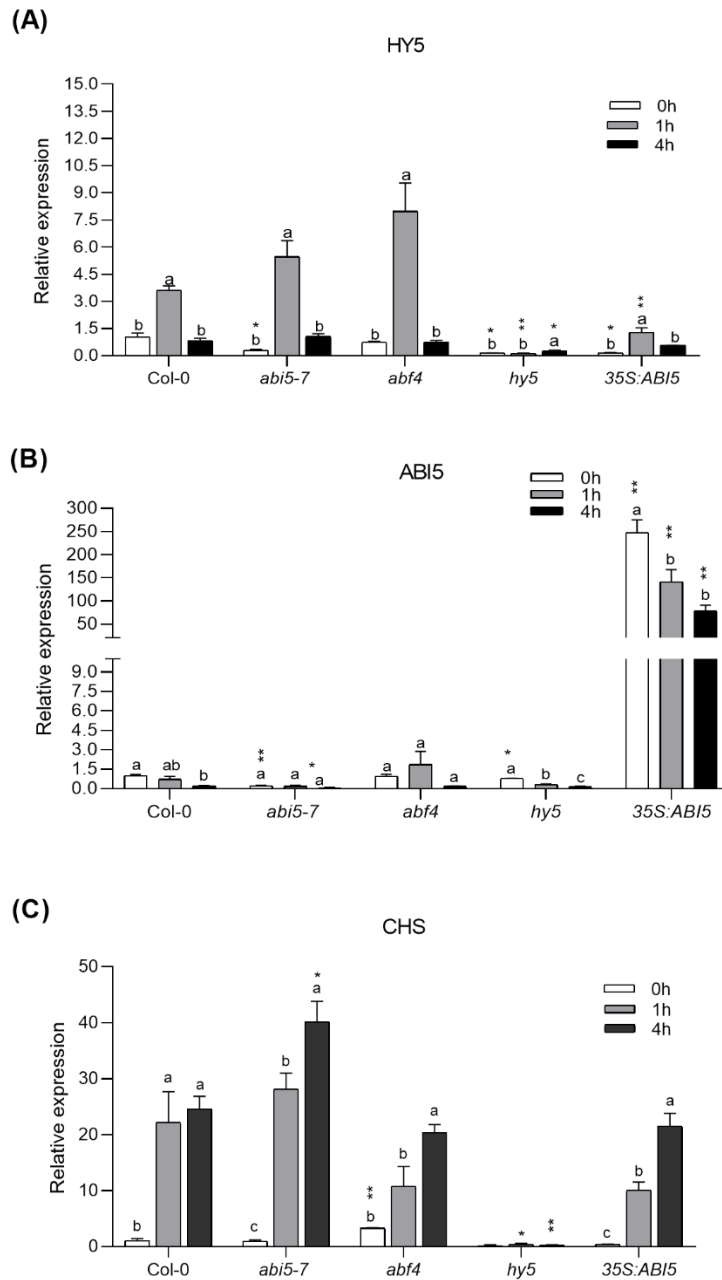 (A)
HY5
15.0
13.5
12.0
10.5
9.0
7.5
6.0
4.5
3.0
1.5
0.0
Relative expression
0h
1h
4h
b a b
* b a b
b a b
* b ** b * a
* b ** a b
Col-0 abi5-7 abf4 hy5 35S:ABI5
(B)
ABI5
300
250
200
150
100
50
9.0
7.5
6.0
4.5
3.0
1.5
0.0
Relative expression
0h
1h
4h
a ab b
** a a * a
a a a
* a b c
** a ** b ** b
Col-0 abi5-7 abf4 hy5 35S:ABI5
(C)
CHS
50
40
30
20
10
0
Relative expression
0h
1h
4h
b a a
c b * a
** b b a
* **
c b a
Col-0 abi5-7 abf4 hy5 35S:ABI5